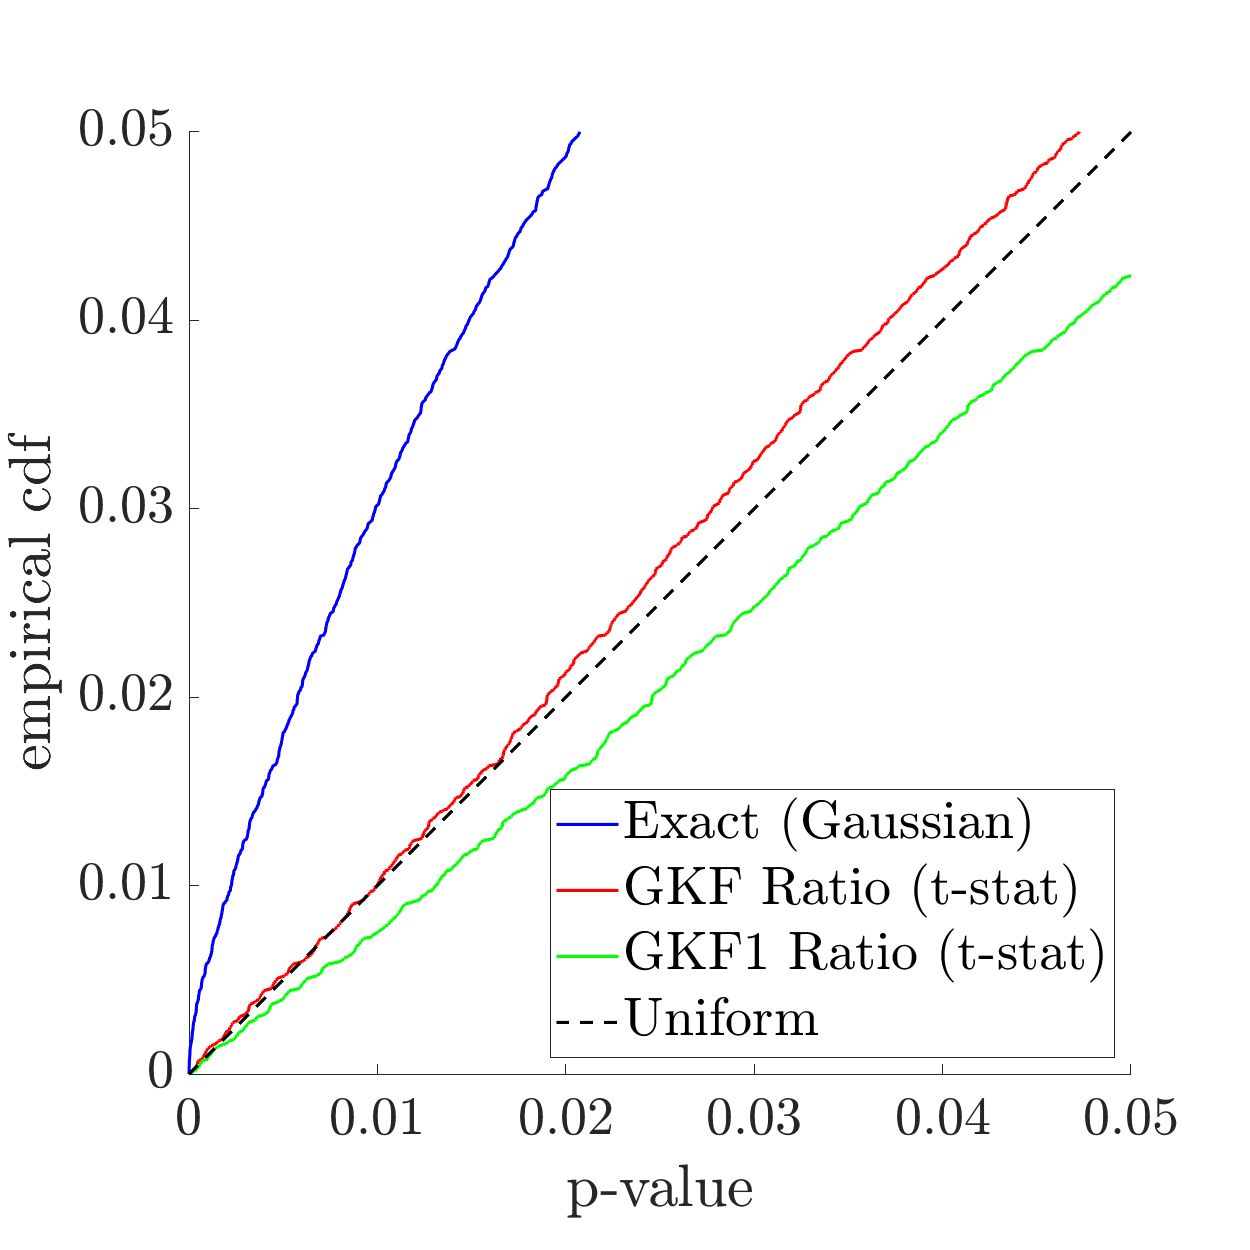 0.05
0.04
0.03
0.02
0.01
0
empirical cdf
Exact (Gaussian)
GKF Ratio (t-stat)
GKF1 Ratio (t-stat)
Uniform
0 0.01 0.02 0.03 0.04 0.05
p-value